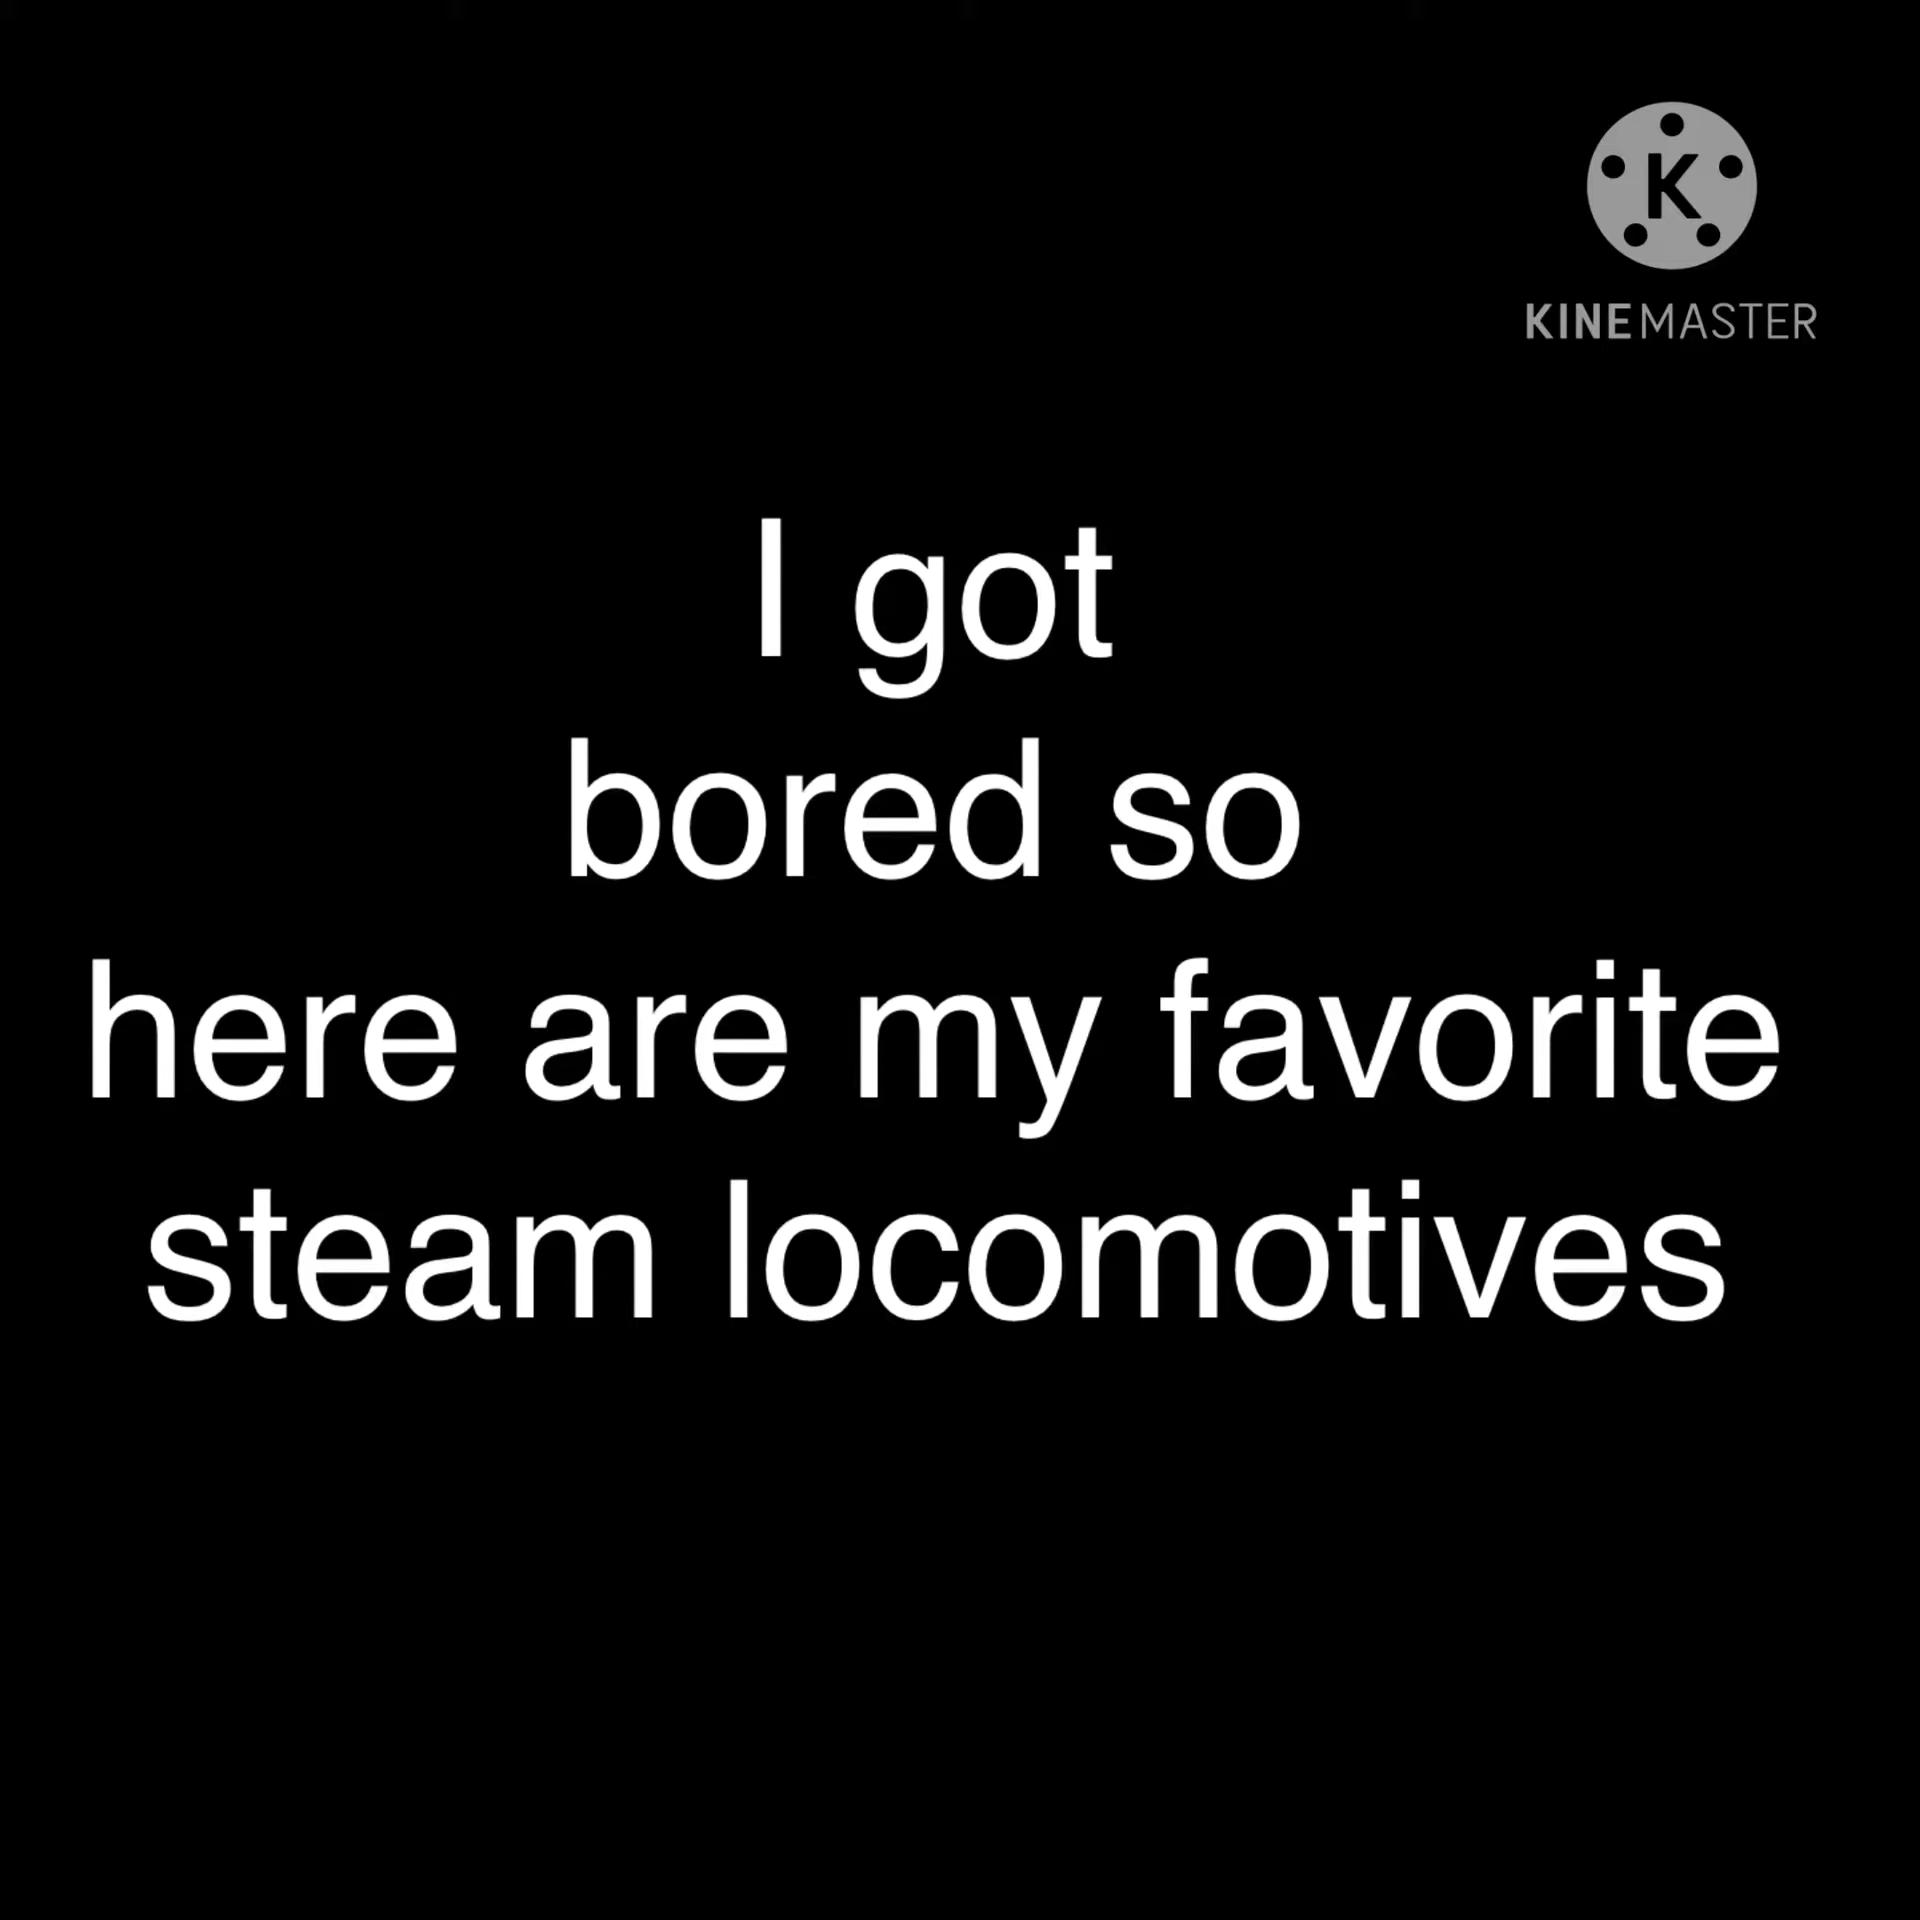 K
KINEMASTER
I got
bored so
here are my favorite
steam locomotives